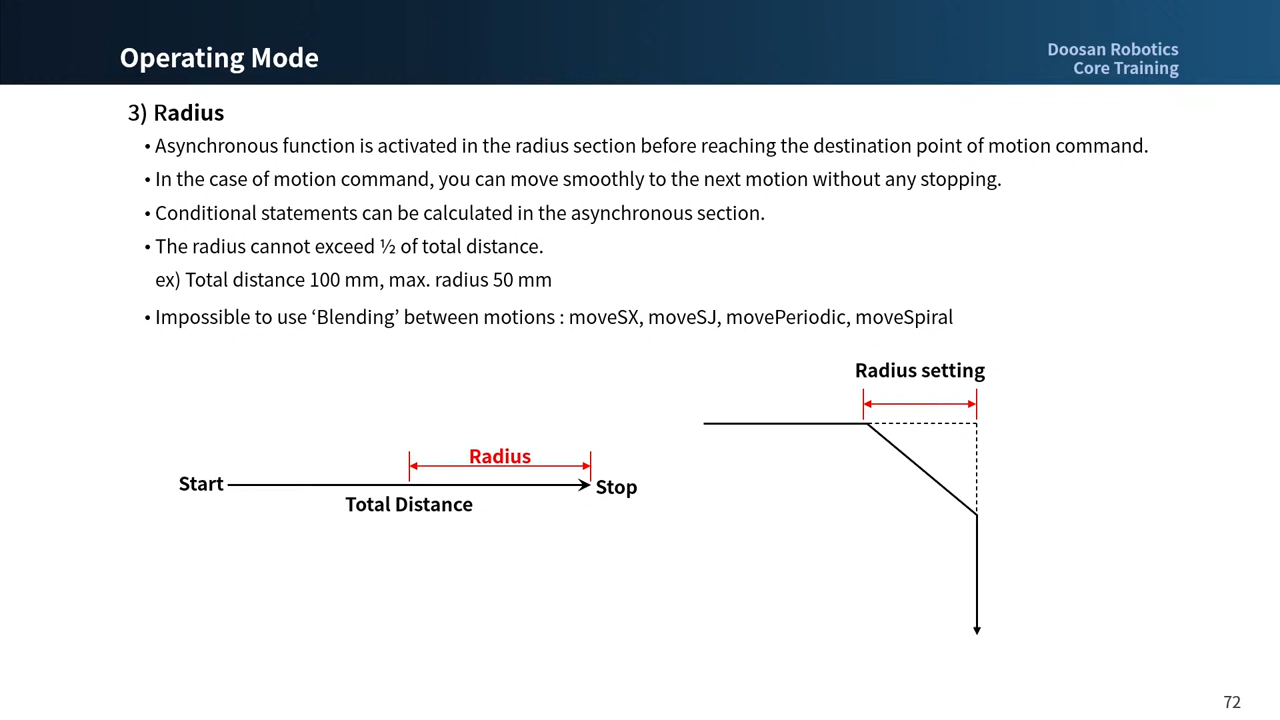 Operating Mode
Doosan Robotics
Core Training
3) Radius
• Asynchronous function is activated in the radius section before reaching the destination point of motion command.
• In the case of motion command, you can move smoothly to the next motion without any stopping.
• Conditional statements can be calculated in the asynchronous section.
• The radius cannot exceed ½ of total distance.
ex) Total distance 100 mm, max. radius 50 mm
• Impossible to use ‘Blending’ between motions : moveSX, moveSJ, movePeriodic, moveSpiral
Radius setting
Radius
Start
Stop
Total Distance
72